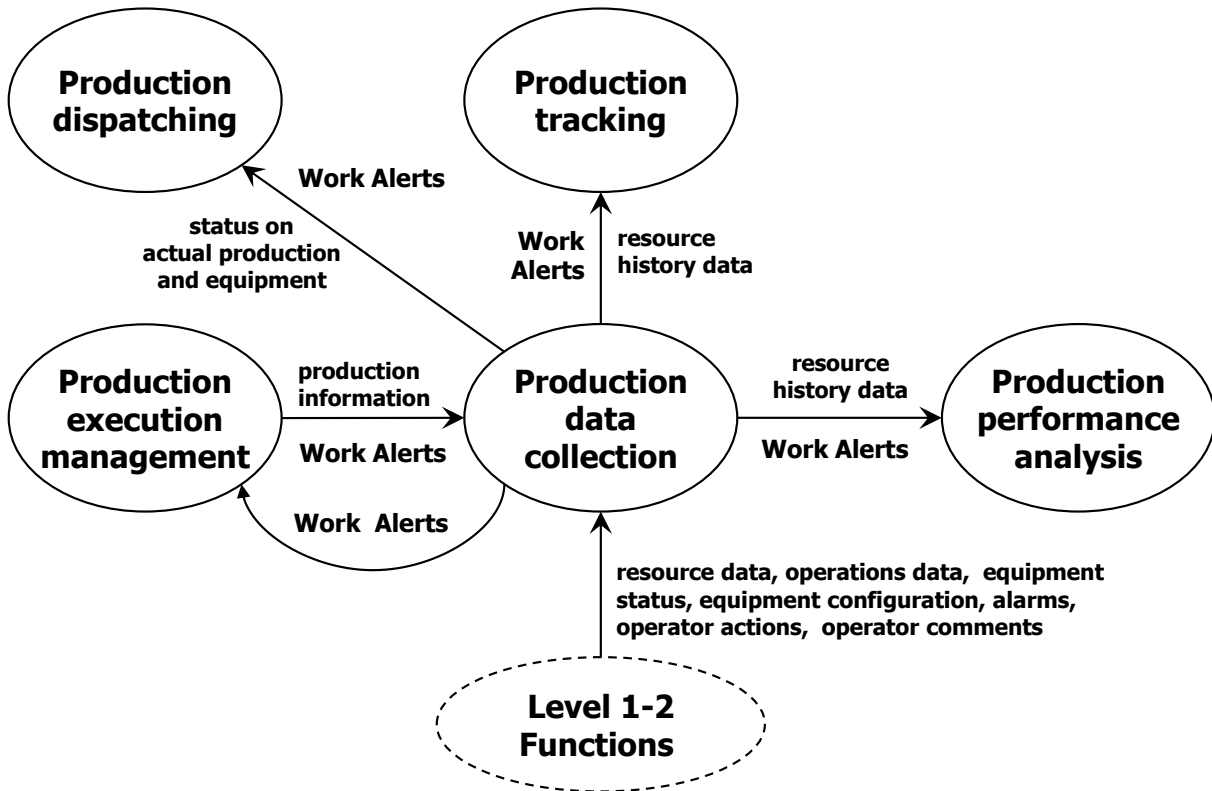 Production
dispatching
Production
tracking
Work Alerts
status on
actual production
and equipment
Work
Alerts
resource
history data
Production
execution
management
production
information
Work Alerts
Production
data
collection
resource
history data
Work Alerts
Production
performance
analysis
Work  Alerts
resource data, operations data,  equipment
status, equipment configuration, alarms,
operator actions,  operator comments
Level 1-2
Functions